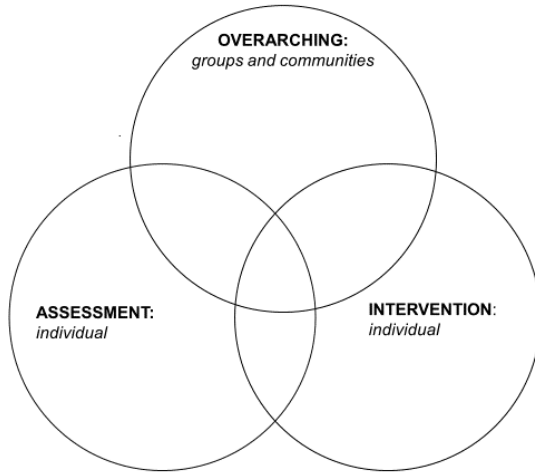 OVERARCHING:
groups and communities
ASSESSMENT:
individual
INTERVENTION:
individual